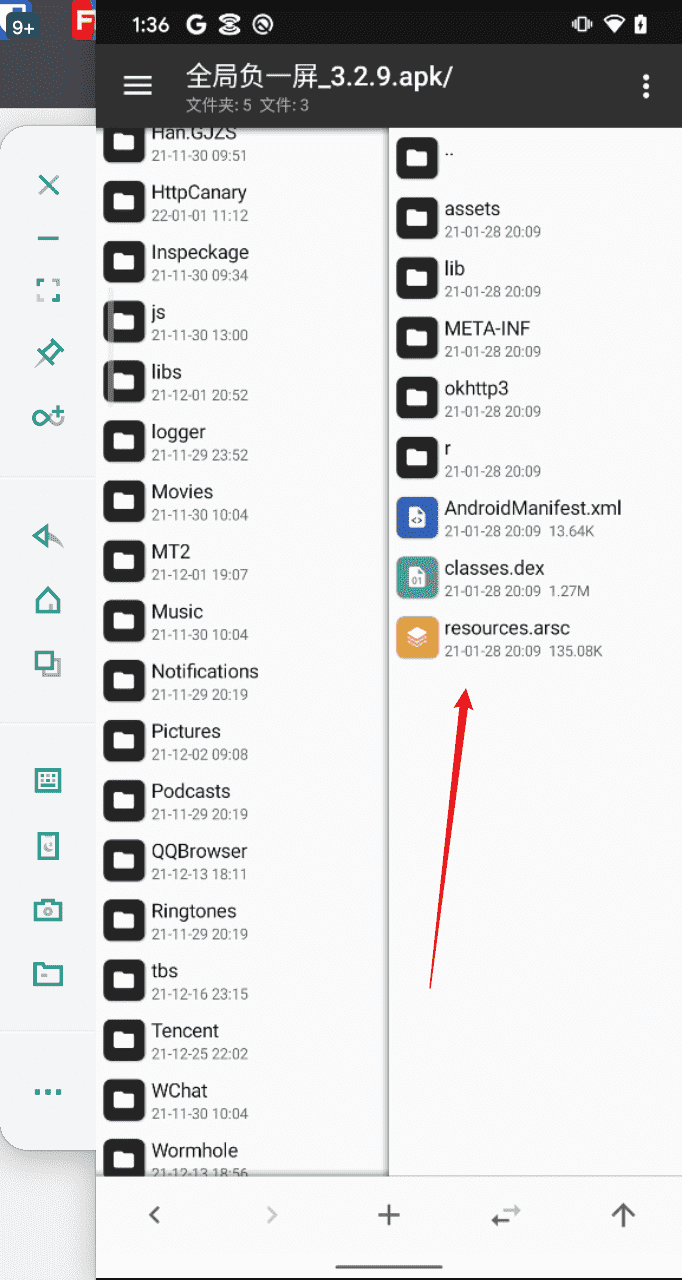 9+
F
1:36
G
全局负一屏_3.2.9.apk/
文件夹: 5 文件: 3
Han.GJZS
21-11-30 09:51
HttpCanary
22-01-01 11:12
Inspeckage
21-11-30 09:34
js
21-11-30 13:00
libs
21-12-01 20:52
logger
21-11-29 23:52
Movies
21-11-30 10:04
MT2
21-12-01 19:07
Music
21-11-30 10:04
Notifications
21-11-29 20:19
Pictures
21-12-02 09:08
Podcasts
21-11-29 20:19
QQBrowser
21-12-13 18:11
Ringtones
21-11-29 20:19
tbs
21-12-16 23:15
Tencent
21-12-25 22:02
WChat
21-11-30 10:04
Wormhole
21-12-13 18:56
..
assets
21-01-28 20:09
lib
21-01-28 20:09
META-INF
21-01-28 20:09
okhttp3
21-01-28 20:09
r
21-01-28 20:09
AndroidManifest.xml
21-01-28 20:09 13.64K
classes.dex
21-01-28 20:09 1.27M
01
resources.arsc
21-01-28 20:09 135.08K